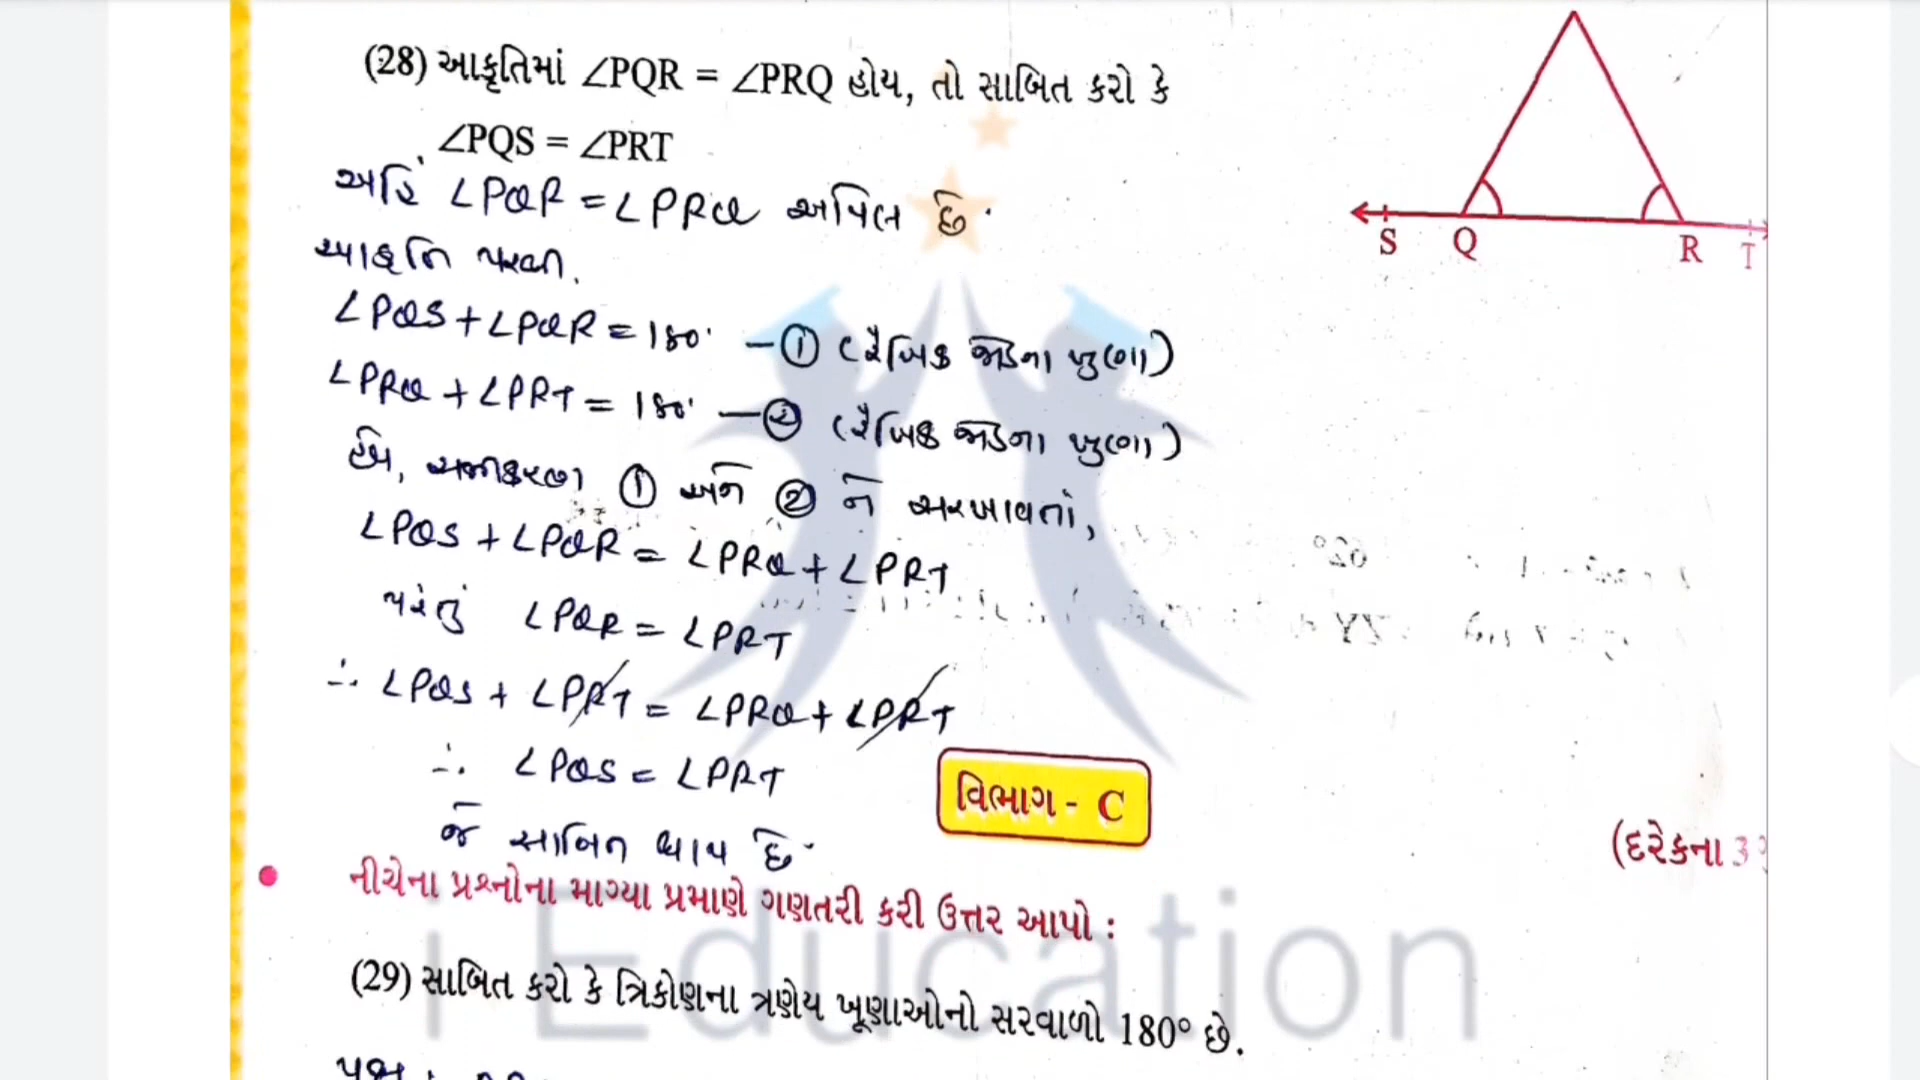 (28) આકૃતિમાં ∠PQR = ∠PRQ હોય, તો સાબિત કરો કે
∠PQS = ∠PRT
S Q R T
અહિં ∠PQR = ∠PRQ આપેલ છે.
આકૃતિ પરથી,
∠PQS + ∠PQR = 180° — ① (રૈખિક જોડના ખુણા)
∠PRQ + ∠PRT = 180° — ② (રૈખિક જોડના ખુણા)
હવે, સમીકરણ ① અને ② ને સરખાવતાં,
∠PQS + ∠PQR = ∠PRQ + ∠PRT
પરંતું ∠PQR = ∠PRT
∴ ∠PQS + ∠PRT = ∠PRQ + ∠PRT
∴ ∠PQS = ∠PRT
જે સાબિત થાય છે.
વિભાગ - C
(દરેકના 3
નીચેના પ્રશ્નોના માગ્યા પ્રમાણે ગણતરી કરી ઉત્તર આપો :
(29) સાબિત કરો કે ત્રિકોણના ત્રણેય ખૂણાઓનો સરવાળો 180° છે.
i Education